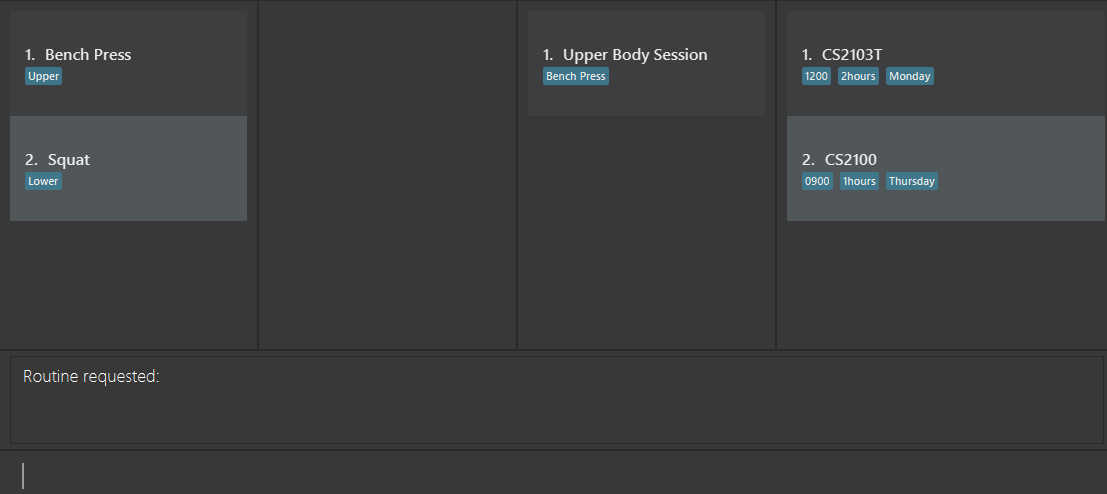 1. Bench Press
Upper
2. Squat
Lower
1. Upper Body Session
Bench Press
1. CS2103T
1200 2hours Monday
2. CS2100
0900 1hours Thursday
Routine requested: